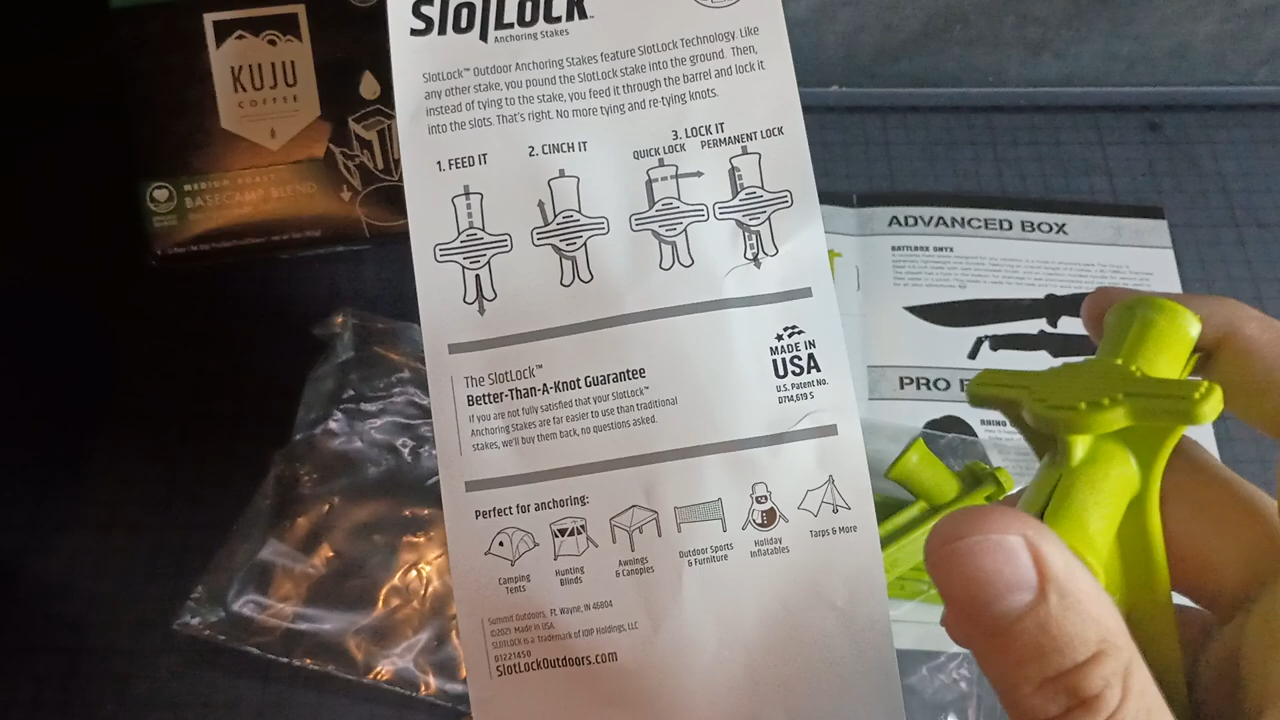 SlotLock™
Anchoring Stakes
SlotLock™ Outdoor Anchoring Stakes feature SlotLock Technology. Like
any other stake, you pound the SlotLock stake into the ground. Then,
instead of tying to the stake, you feed it through the barrel and lock it
into the slots. That's right. No more tying and re-tying knots.
1. FEED IT
2. CINCH IT
3. LOCK IT
QUICK LOCK
PERMANENT LOCK
The SlotLock™
Better-Than-A-Knot Guarantee
If you are not fully satisfied that your SlotLock™
Anchoring Stakes are far easier to use than traditional
stakes, we'll buy them back, no questions asked.
MADE IN
USA
U.S. Patent No.
D714,619 S
Perfect for anchoring:
Camping
Tents
Hunting
Blinds
Awnings
& Canopies
Outdoor Sports
& Furniture
Holiday
Inflatables
Tarps & More
Summit Outdoors, Ft. Wayne, IN 46804
©2021 Made in USA.
SLOTLOCK is a trademark of IOIP Holdings, LLC
01221450
SlotLockOutdoors.com
KUJU
COFFEE
MEDIUM ROAST
BASECAMP BLEND
ADVANCED BOX
BATTLBOX ONYX
PRO
RHINO